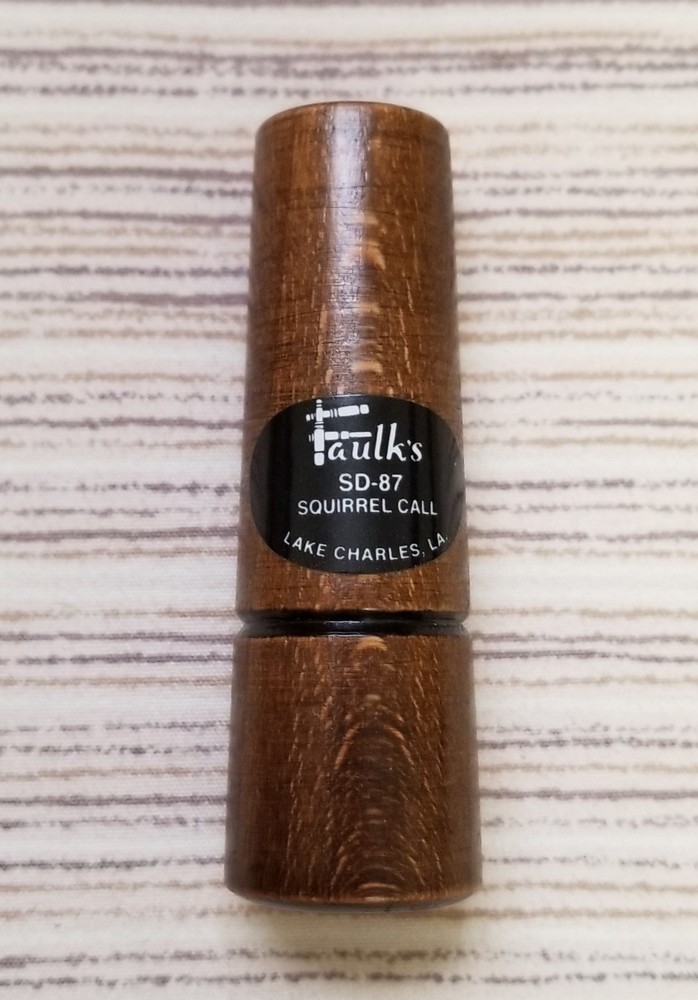 Faulk's
SD-87
SQUIRREL CALL
LAKE CHARLES, LA.